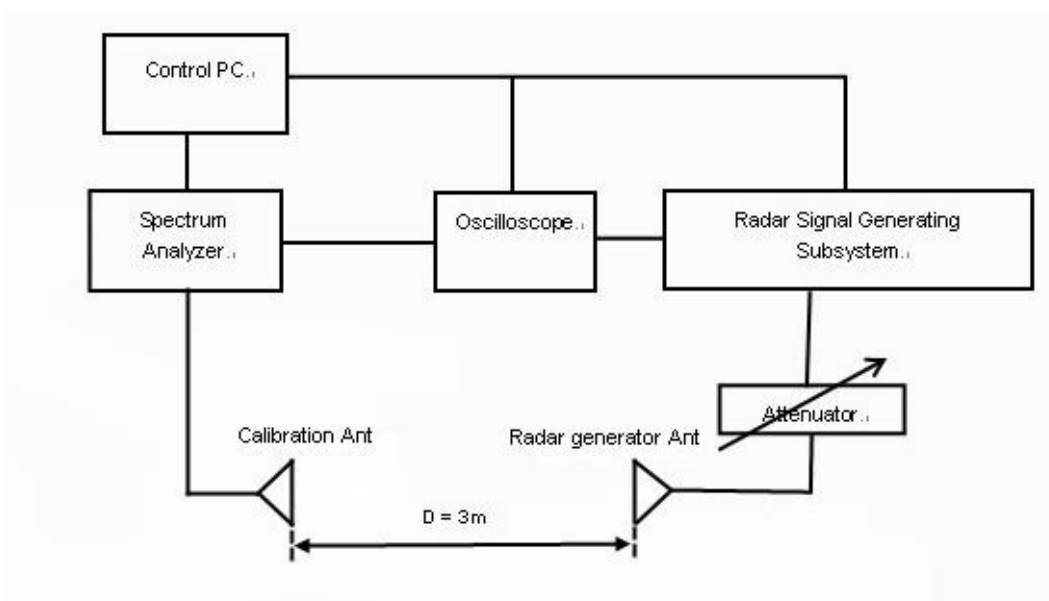 Control PC
Spectrum
Analyzer
Oscilloscope
Radar Signal Generating
Subsystem
Attenuator
Calibration Ant
Radar generator Ant
D = 3m